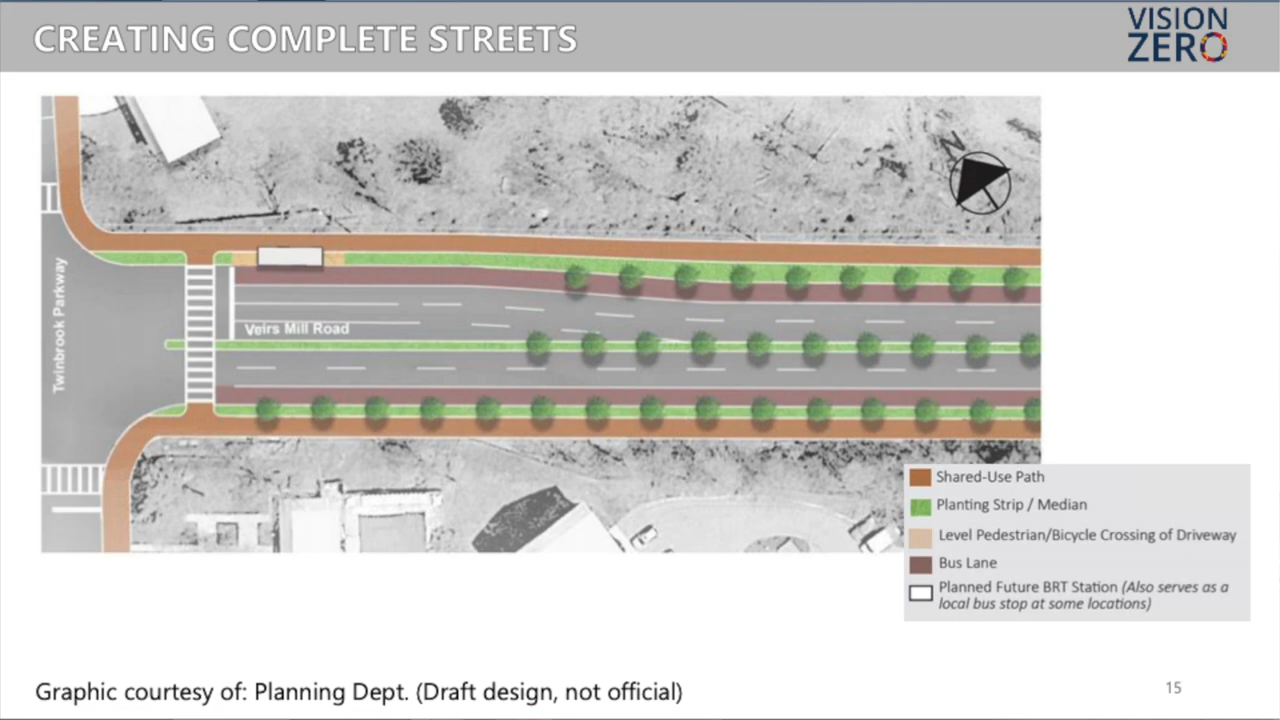 CREATING COMPLETE STREETS
VISION
ZERO
N
Twinbrook Parkway
Veirs Mill Road
Shared-Use Path
Planting Strip / Median
Level Pedestrian/Bicycle Crossing of Driveway
Bus Lane
Planned Future BRT Station (Also serves as a
local bus stop at some locations)
Graphic courtesy of: Planning Dept. (Draft design, not official)
15